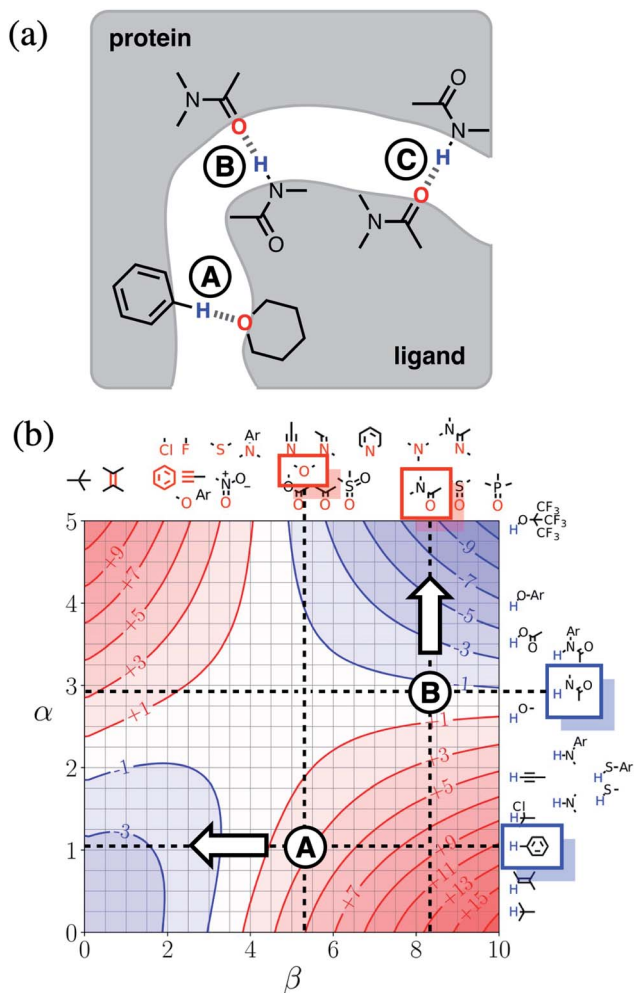 (a)
protein
O
N
O
N
H
B
C
H
N
O
O
N
A
H
O
ligand
(b)
Cl F S Ar N N N N N N N
O
Ar O N+ O− O O O S O N O S O P O
O
5
4
3
2
1
0
α
0 2 4 6 8 10
β
+9
+7
+5
+3
+1
-9
-7
-5
-3
-1
B
-1
-3
A
+1
+3
+5
+7
+9
+11
+13
+15
H O CF3 CF3 CF3
H O-Ar
H O O
Ar H N O
H N O
H O
H N Ar
H
H S-Ar
H S
H N
Cl
H
H
H
H